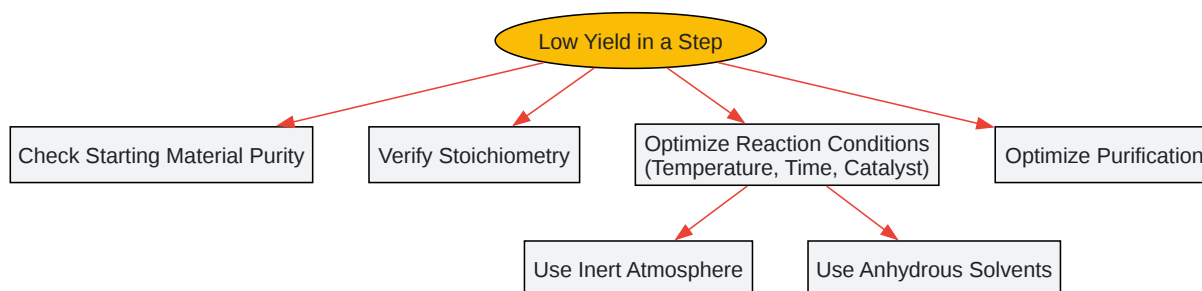 Low Yield in a Step
Check Starting Material Purity
Verify Stoichiometry
Optimize Reaction Conditions
(Temperature, Time, Catalyst)
Optimize Purification
Use Inert Atmosphere
Use Anhydrous Solvents